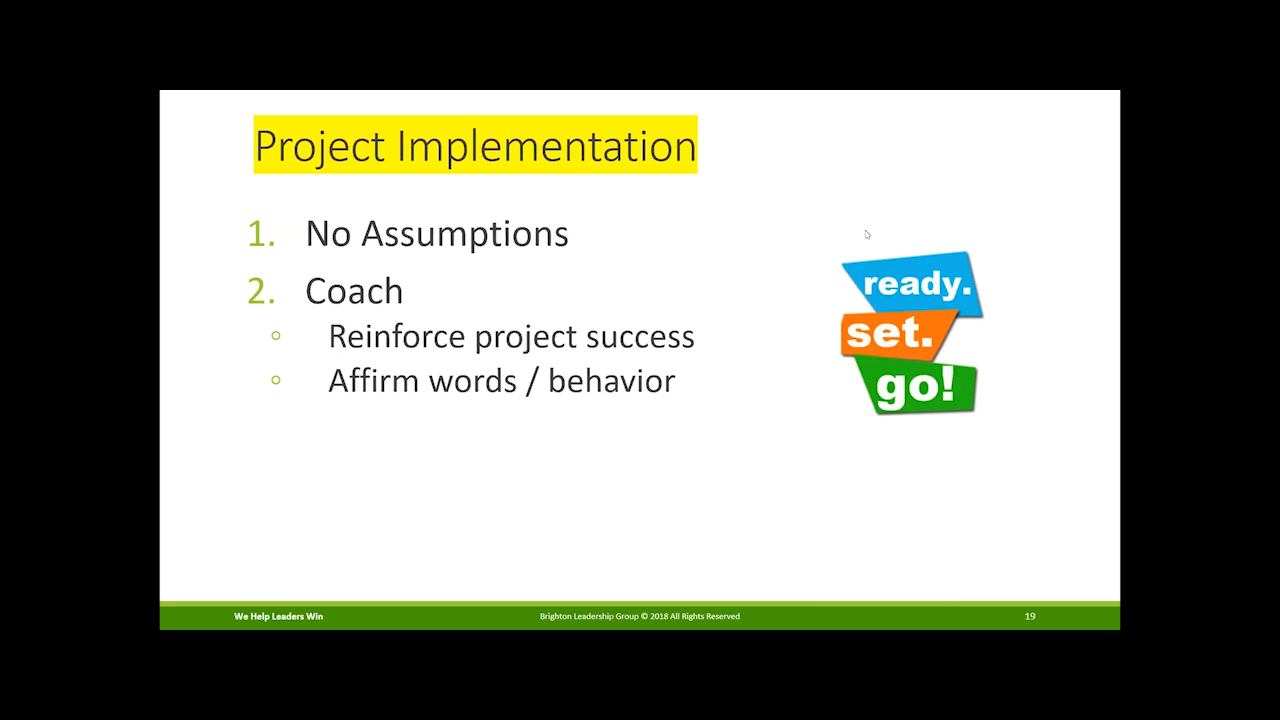 Project Implementation
1. No Assumptions
2. Coach
◦ Reinforce project success
◦ Affirm words / behavior
ready.
set.
go!
We Help Leaders Win
Brighton Leadership Group © 2018 All Rights Reserved
19